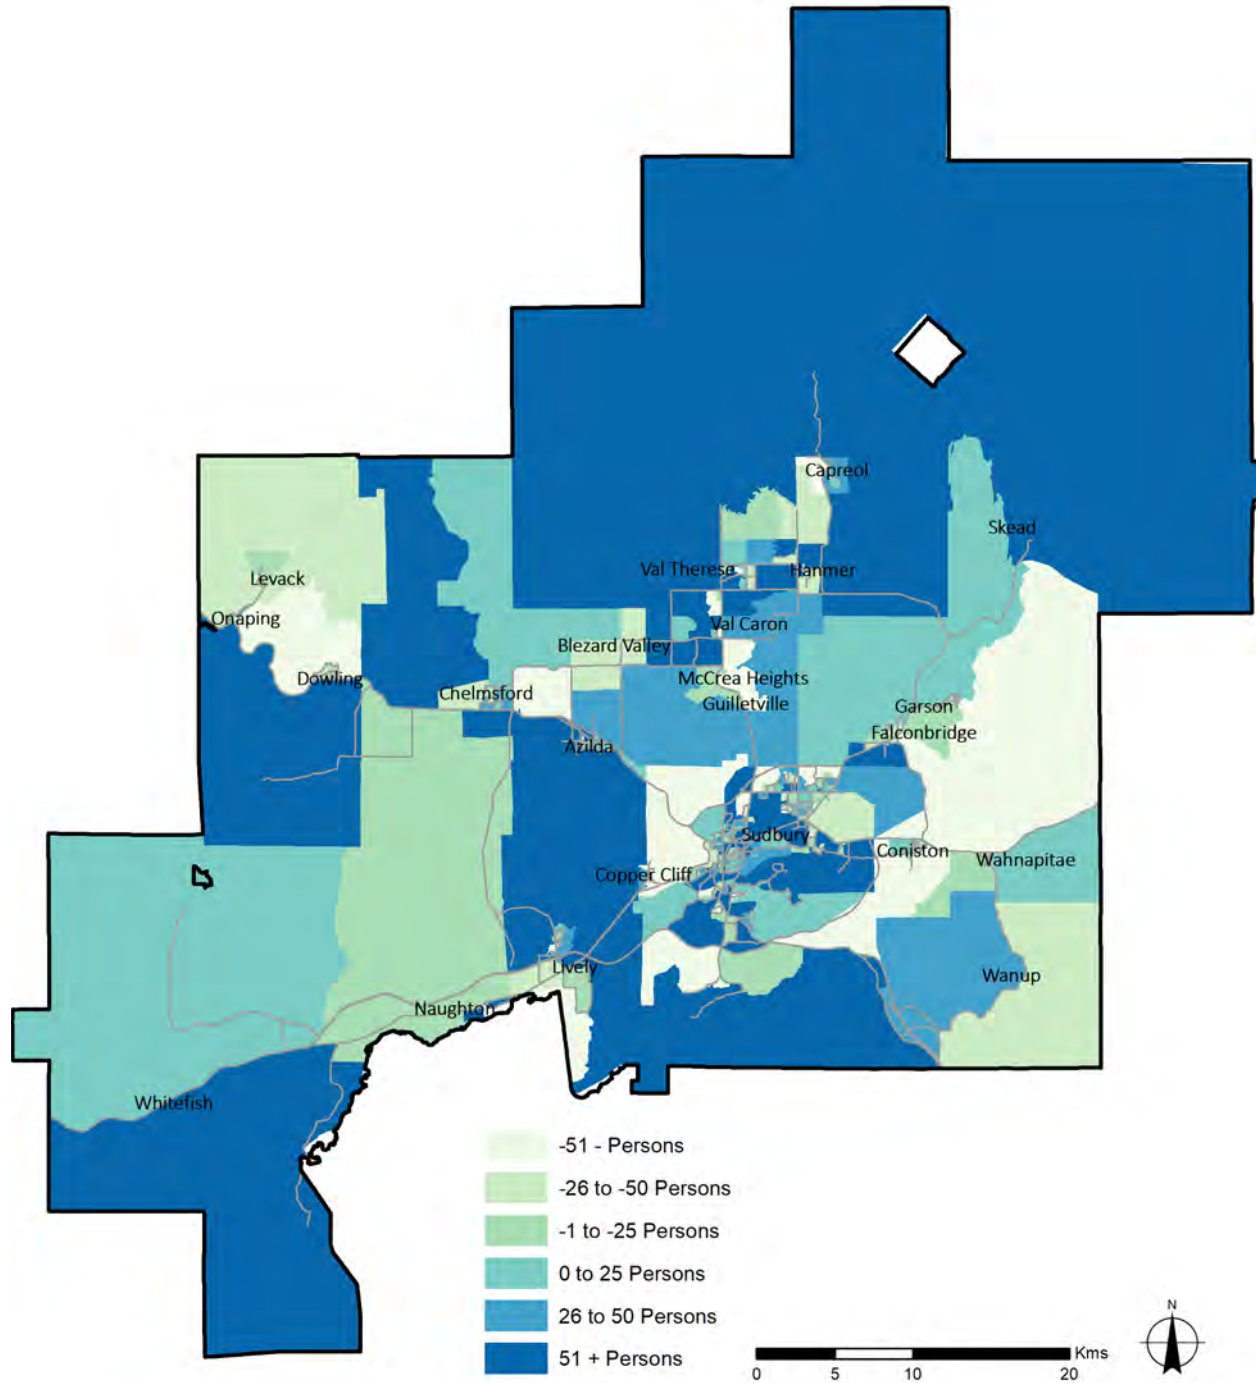 Capreol
Skead
Val Therese
Hanmer
Levack
Onaping
Val Caron
Blezard Valley
Dowling
McCrea Heights
Chelmsford
Guilletville
Garson
Falconbridge
Azilda
Sudbury
Coniston
Wahnapitae
Copper Cliff
Lively
Wanup
Naughton
Whitefish
-51 - Persons
-26 to -50 Persons
-1 to -25 Persons
0 to 25 Persons
26 to 50 Persons
51 + Persons
N
Kms
0 5 10 20